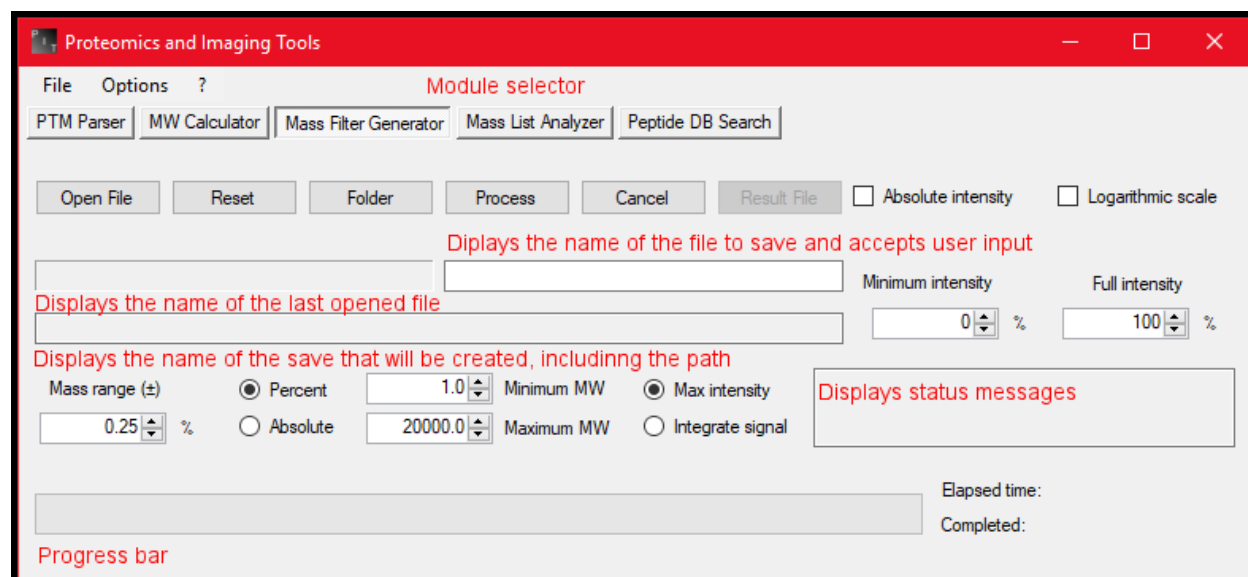 PIT Proteomics and Imaging Tools
File Options ?
Module selector
PTM Parser MW Calculator Mass Filter Generator Mass List Analyzer Peptide DB Search
Open File Reset Folder Process Cancel Result File Absolute intensity Logarithmic scale
Diplays the name of the file to save and accepts user input
Minimum intensity Full intensity
Displays the name of the last opened file
0 % 100 %
Displays the name of the save that will be created, includinng the path
Mass range (±) Percent 1.0 Minimum MW Max intensity Displays status messages
0.25 % Absolute 20000.0 Maximum MW Integrate signal
Elapsed time:
Completed:
Progress bar